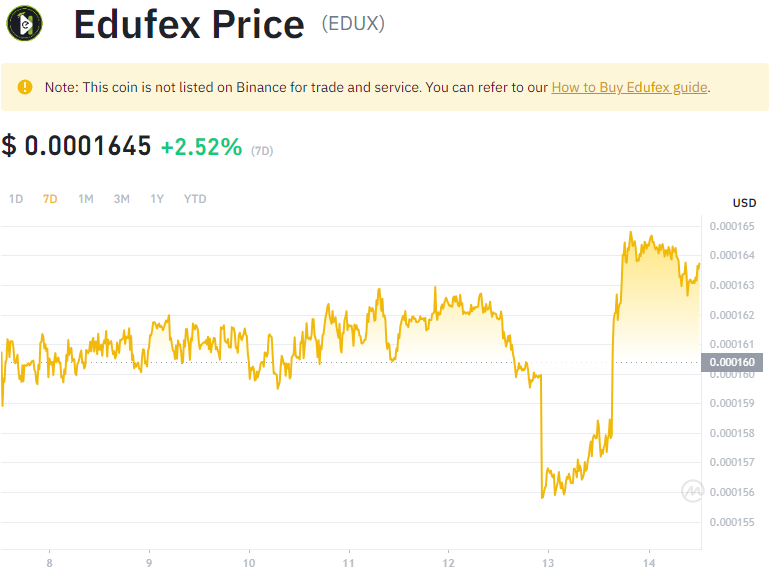 Edufex Price (EDUX)
Note: This coin is not listed on Binance for trade and service. You can refer to our How to Buy Edufex guide.
$ 0.0001645 +2.52% (7D)
1D 7D 1M 3M 1Y YTD
USD
0.000165
0.000164
0.000163
0.000162
0.000161
0.000160
0.000160
0.000159
0.000158
0.000157
0.000156
0.000155
8 9 10 11 12 13 14